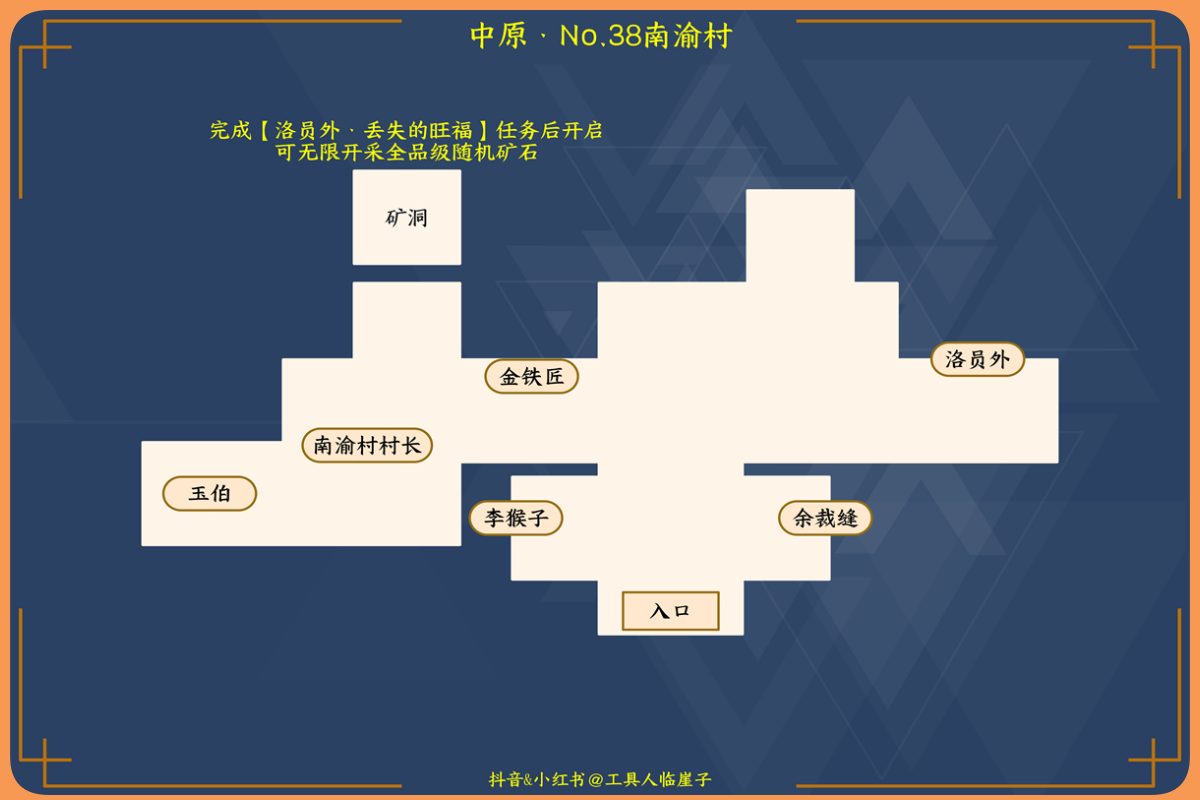 中原·No.38南渝村
完成【洛员外·丢失的旺福】任务后开启
可无限开采全品级随机矿石
矿洞
洛员外
金铁匠
南渝村村长
玉伯
李猴子
余裁缝
入口
抖音&小红书@工具人临崖子